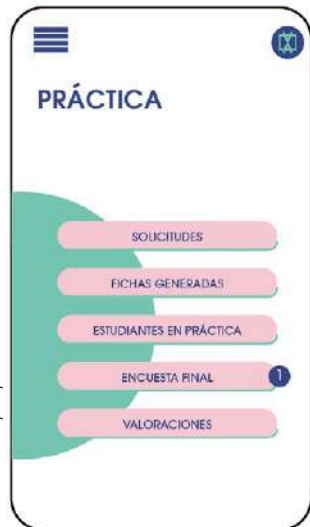 PRÁCTICA
SOLICITUDES
FICHAS GENERADAS
ESTUDIANTES EN PRÁCTICA
ENCUESTA FINAL
1
VALORACIONES